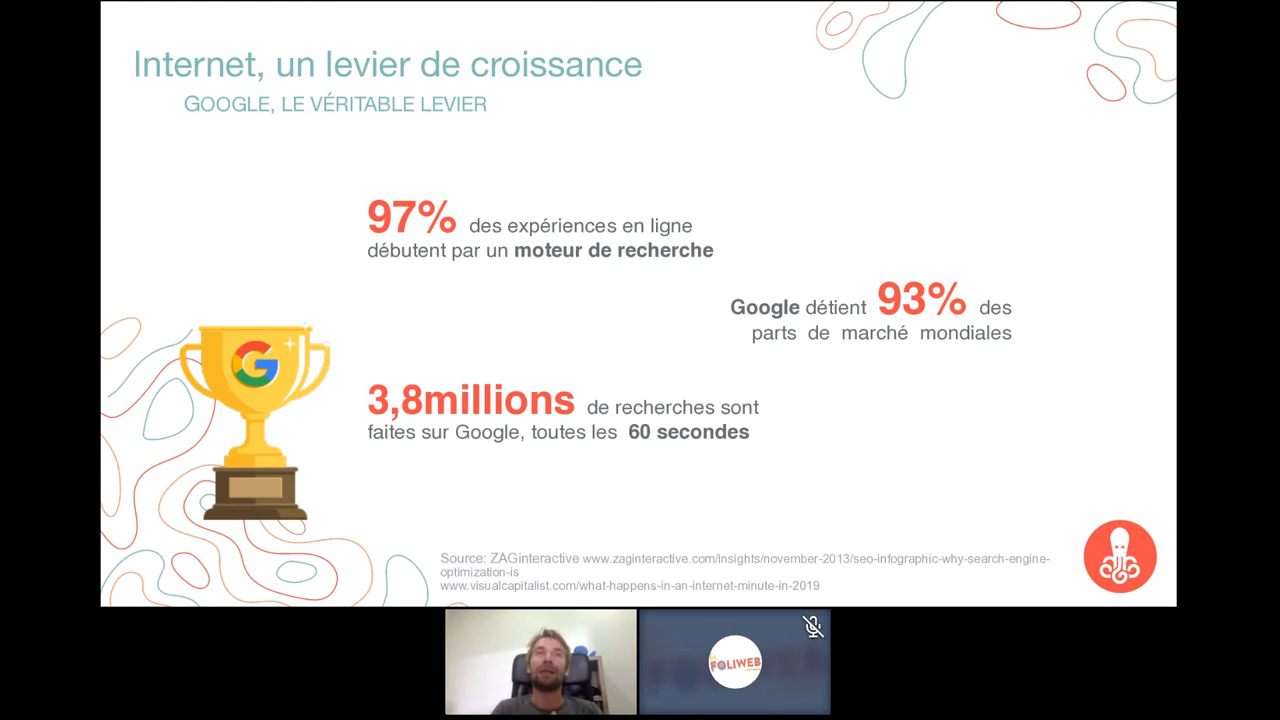 Internet, un levier de croissance
GOOGLE, LE VÉRITABLE LEVIER
97% des expériences en ligne
débutent par un moteur de recherche
Google détient 93% des
parts de marché mondiales
G
3,8millions de recherches sont
faites sur Google, toutes les 60 secondes
Source: ZAGinteractive www.zaginteractive.com/insights/november-2013/seo-infographic-why-search-engine-
optimization-is
www.visualcapitalist.com/what-happens-in-an-internet-minute-in-2019
FOLIWEB